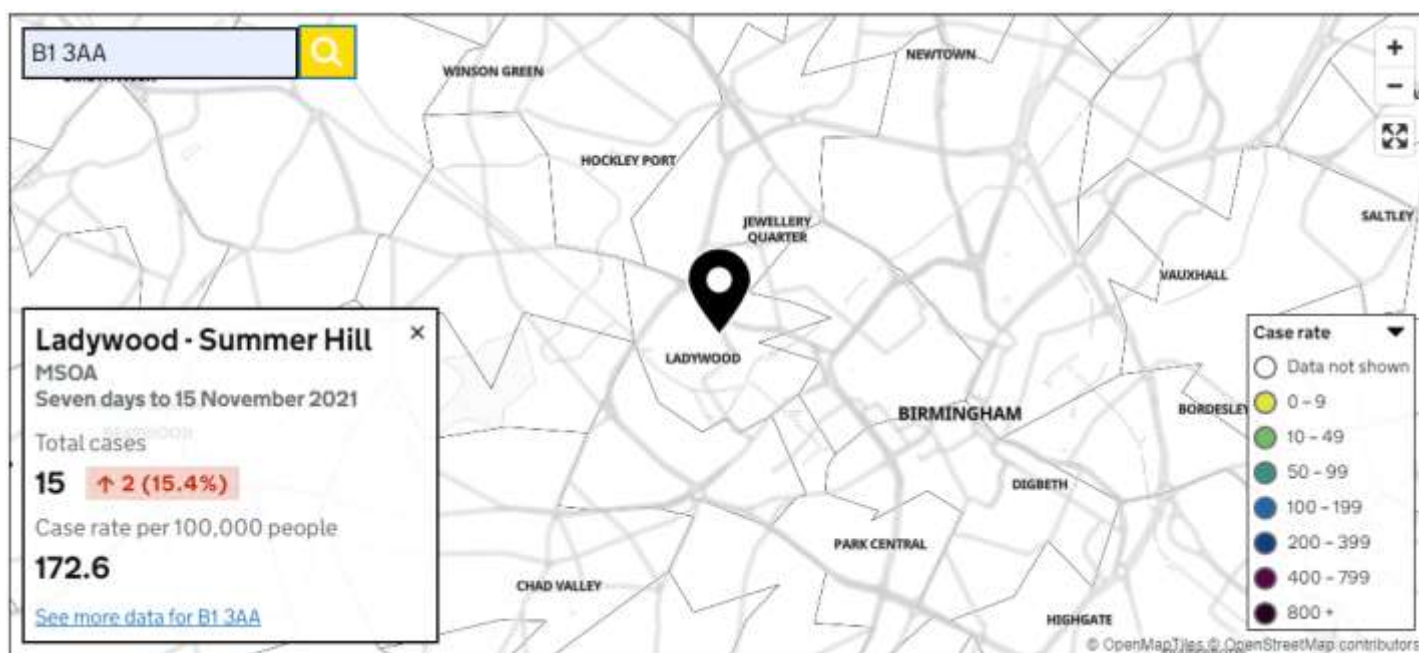 B1 3AA
WINSON GREEN
NEWTOWN
HOCKLEY PORT
JEWELLERY
QUARTER
SALTLEY
VAUXHALL
LADYWOOD
BIRMINGHAM
BORDESLEY
DIGBETH
PARK CENTRAL
CHAD VALLEY
HIGHGATE
+
−
Ladywood - Summer Hill
×
MSOA
Seven days to 15 November 2021
Total cases
15 ↑ 2 (15.4%)
Case rate per 100,000 people
172.6
See more data for B1 3AA
Case rate
Data not shown
0 – 9
10 – 49
50 – 99
100 – 199
200 – 399
400 – 799
800 +
© OpenMapTiles © OpenStreetMap contributors